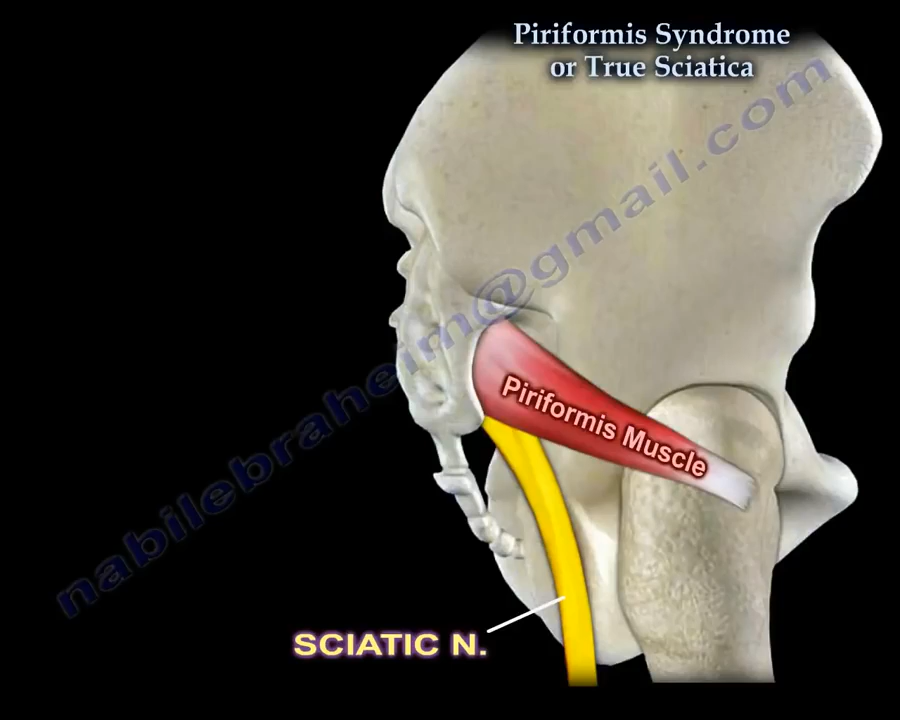 Piriformis Syndrome
or True Sciatica
nabilebraheim@gmail.com
Piriformis Muscle
SCIATIC N.